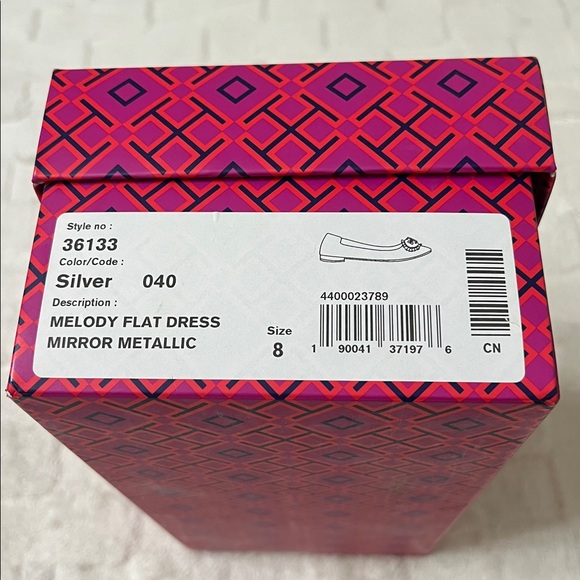 Style no :
36133
Color/Code :
Silver 040
Description :
MELODY FLAT DRESS
MIRROR METALLIC
Size
8
4400023789
1 90041 37197 6
CN